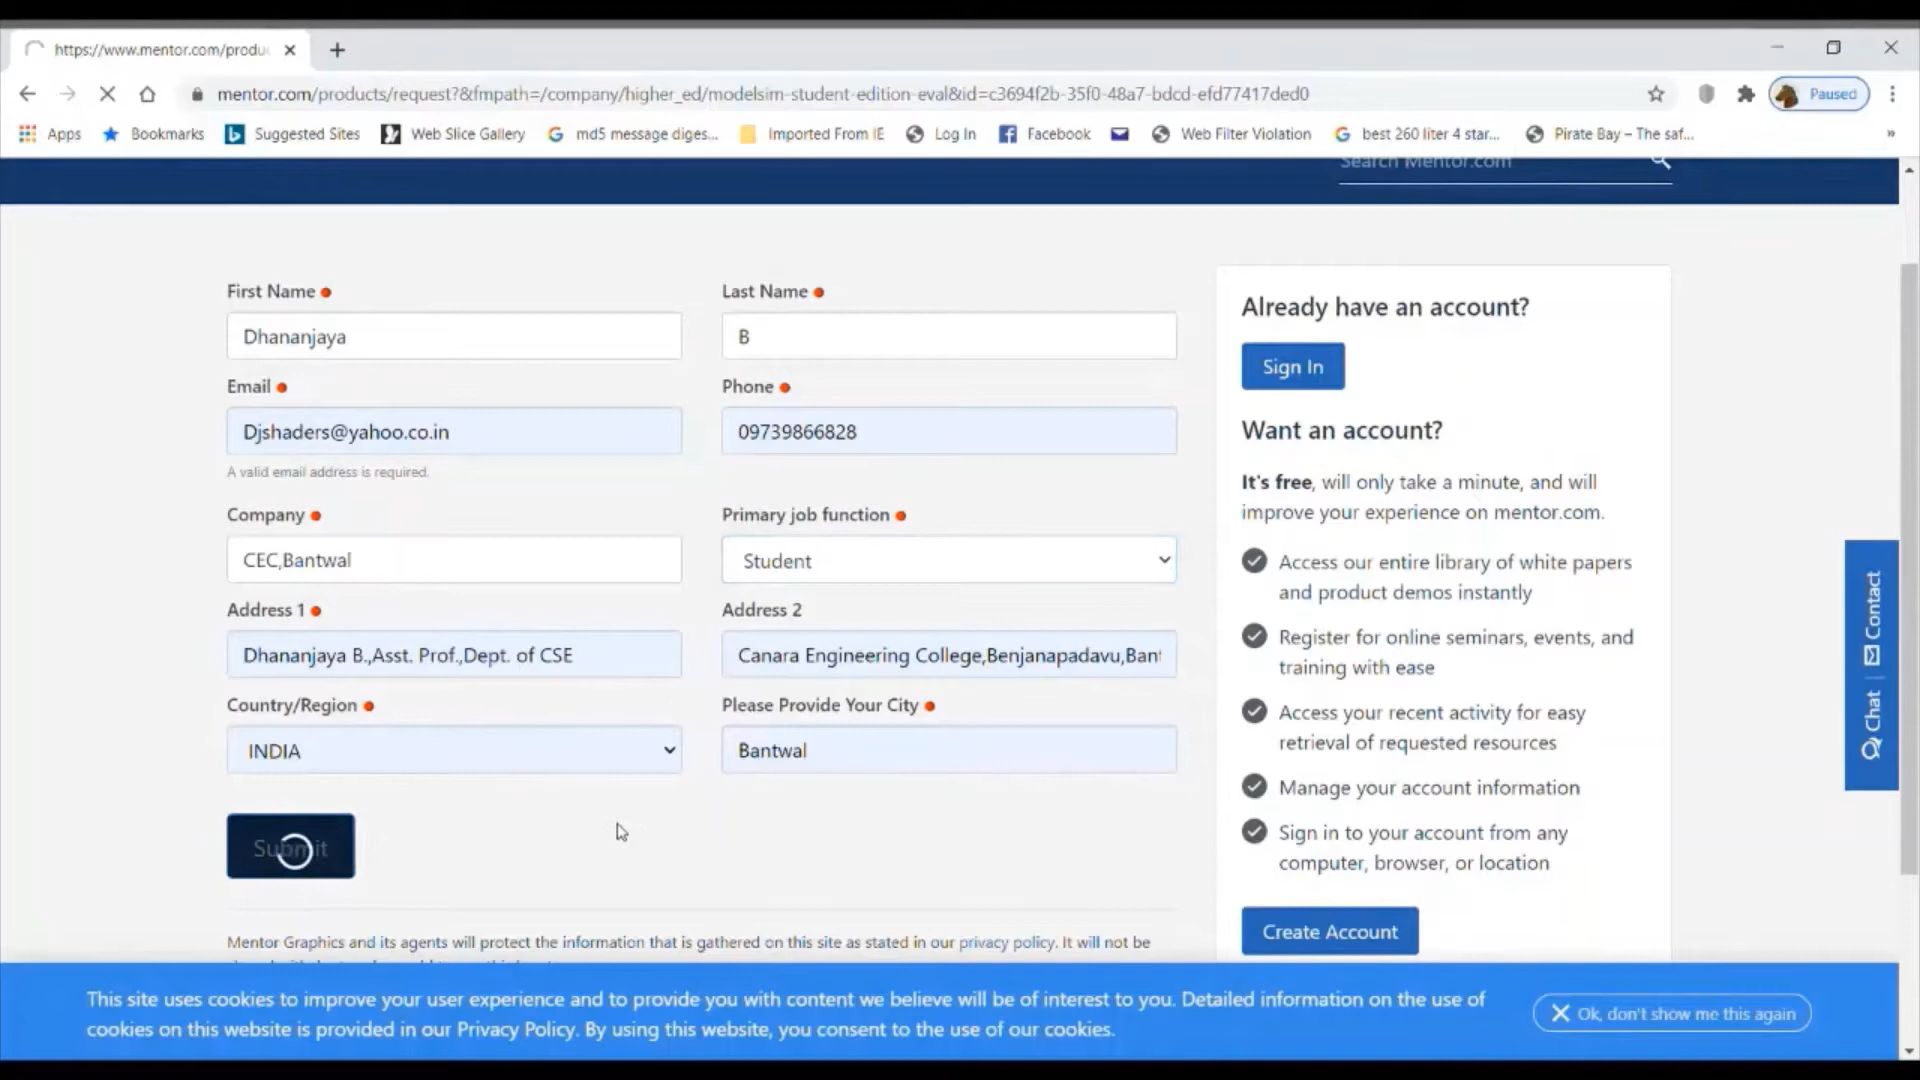 https://www.mentor.com/produ
mentor.com/products/request?&fmpath=/company/higher_ed/modelsim-student-edition-eval&id=c3694f2b-35f0-48a7-bdcd-efd77417ded0
Paused
Apps Bookmarks Suggested Sites Web Slice Gallery md5 message diges... Imported From IE Log In Facebook Web Filter Violation best 260 liter 4 star... Pirate Bay – The saf... »
Search Mentor.com
First Name
Last Name
Dhananjaya
B
Email
Phone
Djshaders@yahoo.co.in
09739866828
A valid email address is required.
Company
Primary job function
CEC,Bantwal
Student
Address 1
Address 2
Dhananjaya B.,Asst. Prof.,Dept. of CSE
Canara Engineering College,Benjanapadavu,Bant
Country/Region
Please Provide Your City
INDIA
Bantwal
Submit
Mentor Graphics and its agents will protect the information that is gathered on this site as stated in our privacy policy. It will not be
Already have an account?
Sign In
Want an account?
It's free, will only take a minute, and will
improve your experience on mentor.com.
Access our entire library of white papers
and product demos instantly
Register for online seminars, events, and
training with ease
Access your recent activity for easy
retrieval of requested resources
Manage your account information
Sign in to your account from any
computer, browser, or location
Create Account
Contact
Chat
This site uses cookies to improve your user experience and to provide you with content we believe will be of interest to you. Detailed information on the use of
cookies on this website is provided in our Privacy Policy. By using this website, you consent to the use of our cookies.
Ok, don't show me this again